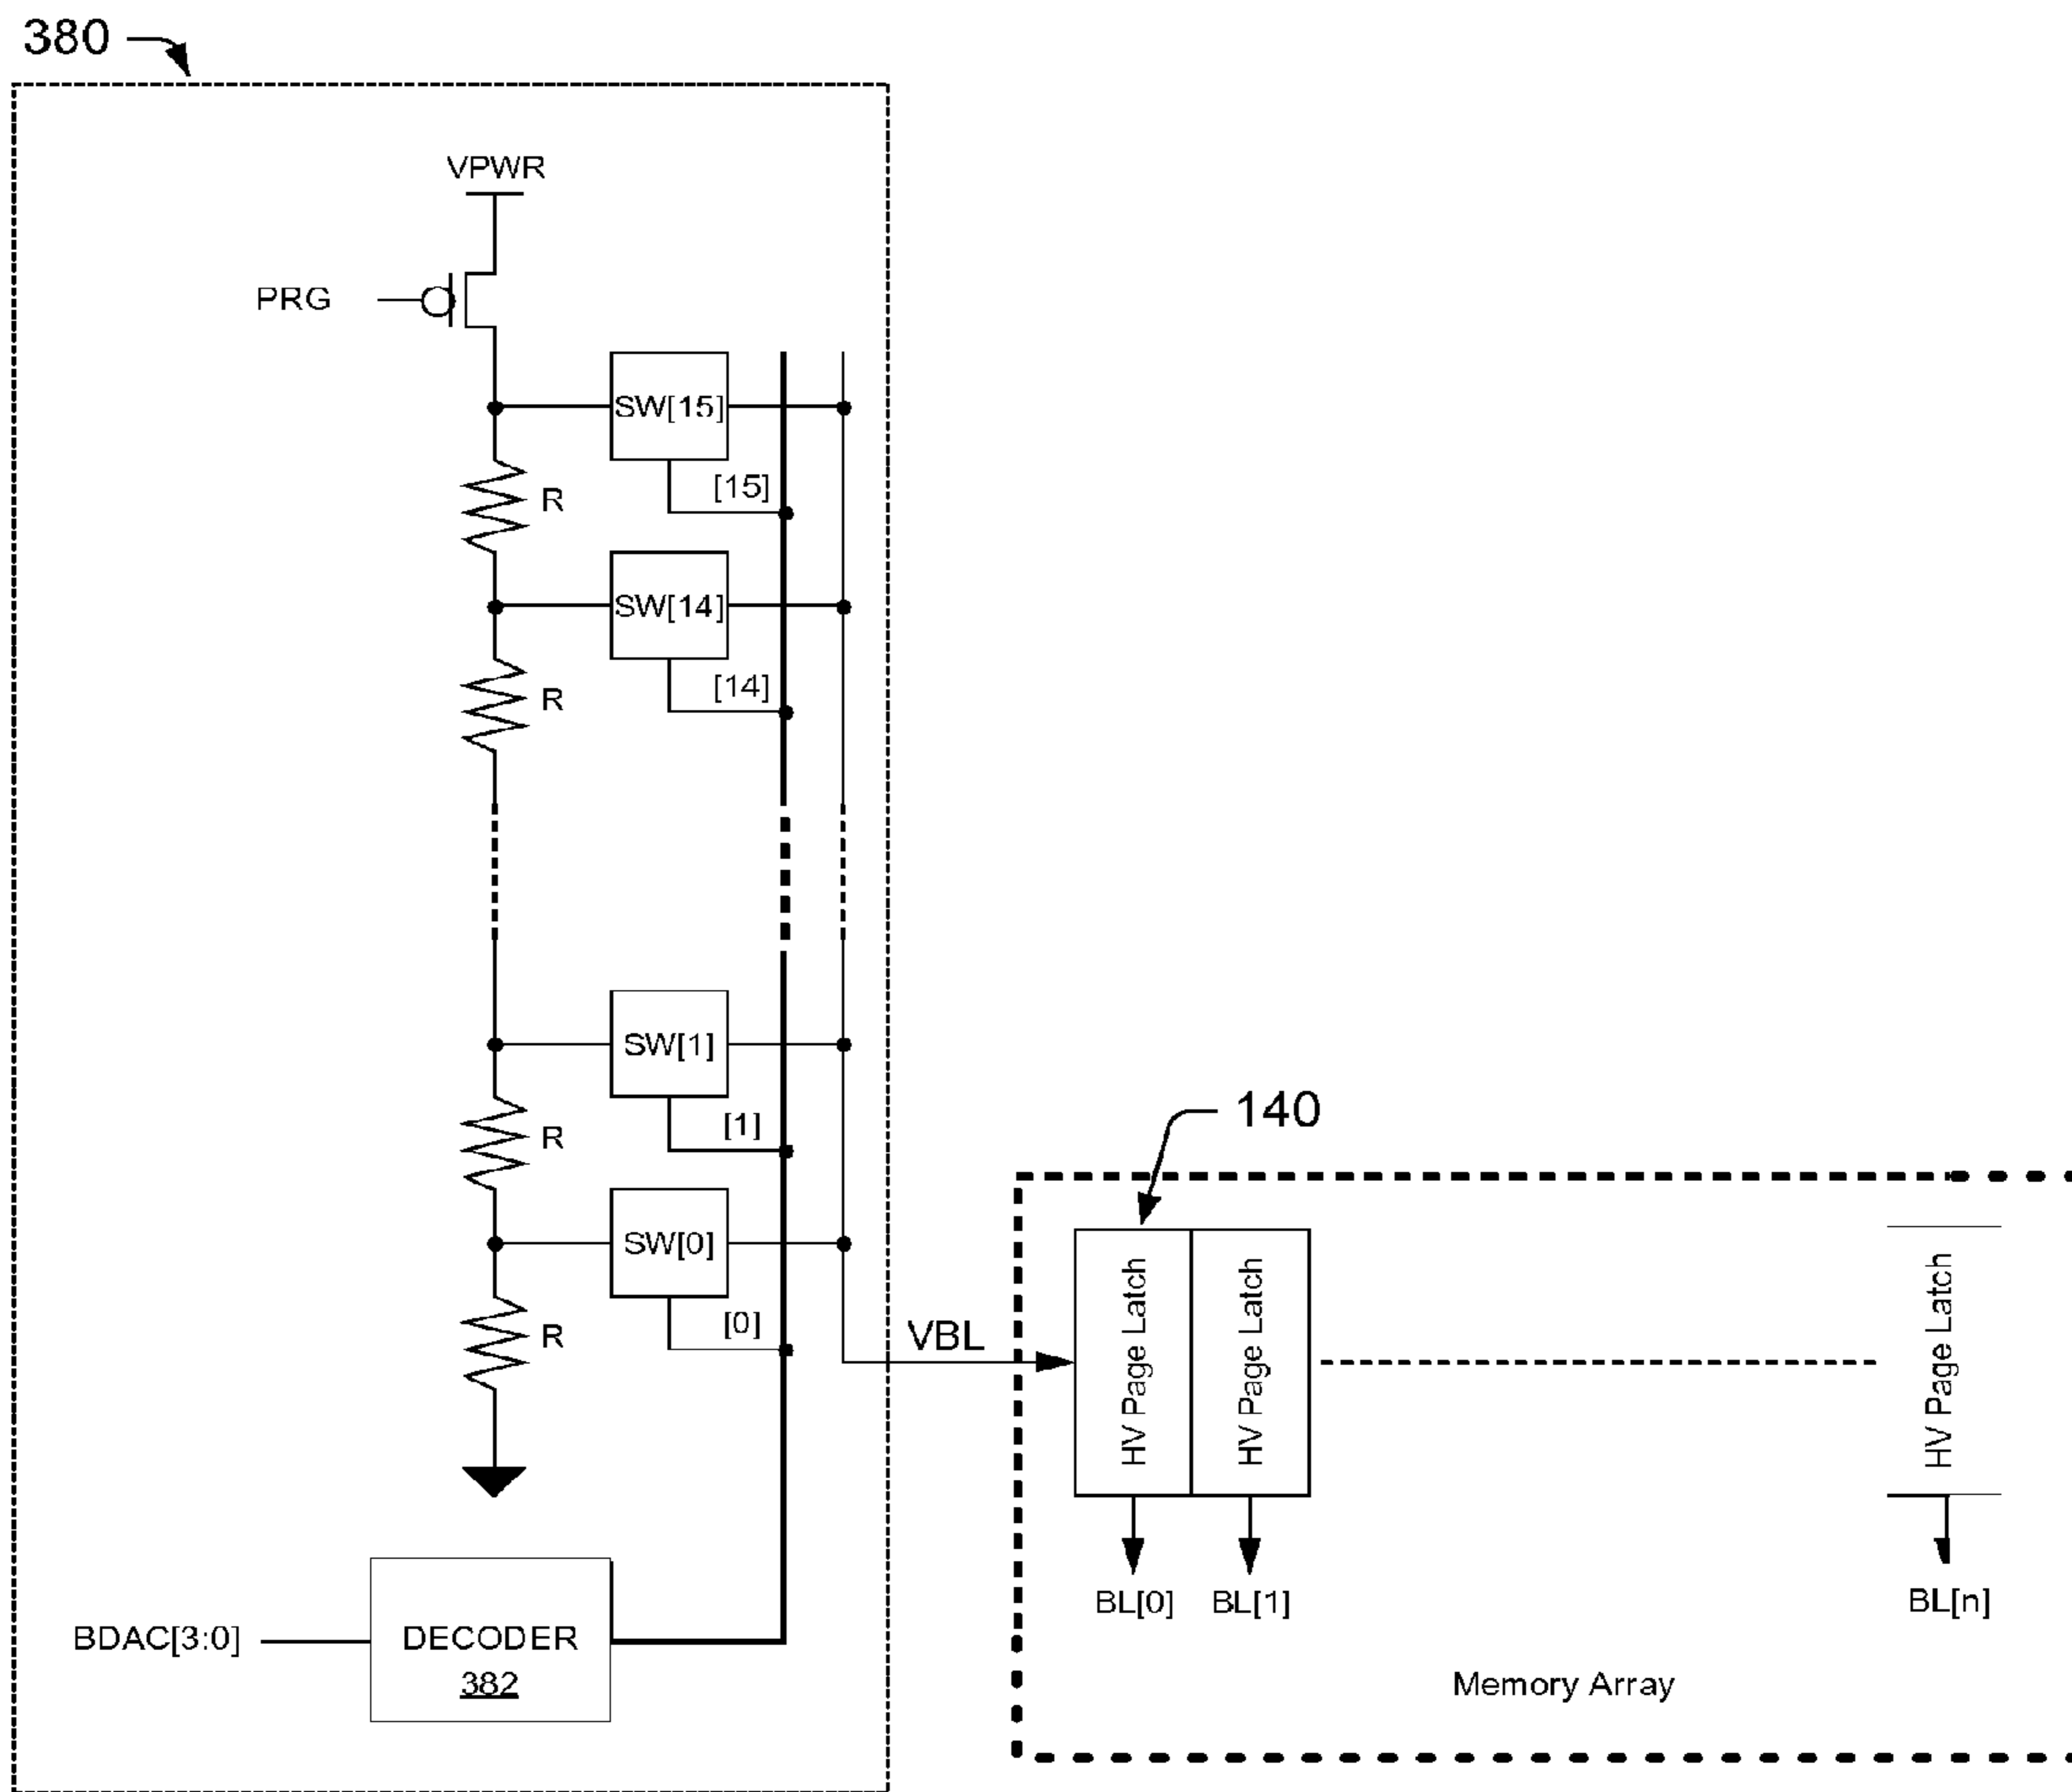 380
VPWR
PRG
SW[15]
[15]
R
SW[14]
[14]
R
SW[1]
[1]
R
SW[0]
[0]
R
VBL
140
HV Page Latch
HV Page Latch
HV Page Latch
BL[0]
BL[1]
BL[n]
BDAC[3:0]
DECODER
382
Memory Array